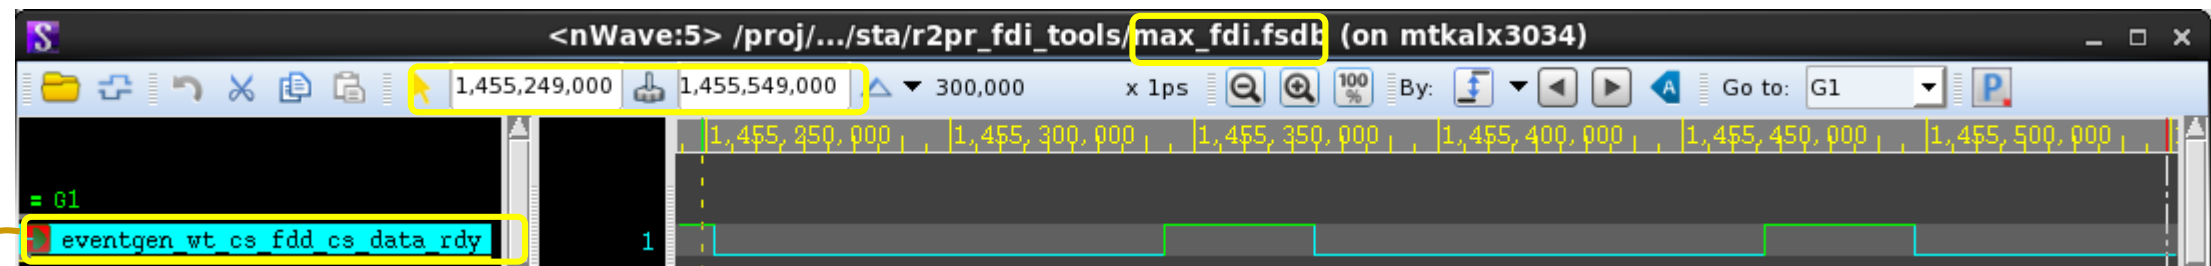 S <nWave:5> /proj/.../sta/r2pr_fdi_tools/max_fdi.fsdb (on mtkalx3034)
1,455,249,000 1,455,549,000 300,000 x 1ps 100% By: A Go to: G1 P
1,455,250,000 1,455,300,000 1,455,350,000 1,455,400,000 1,455,450,000 1,455,500,000
= G1
eventgen_wt_cs_fdd_cs_data_rdy 1